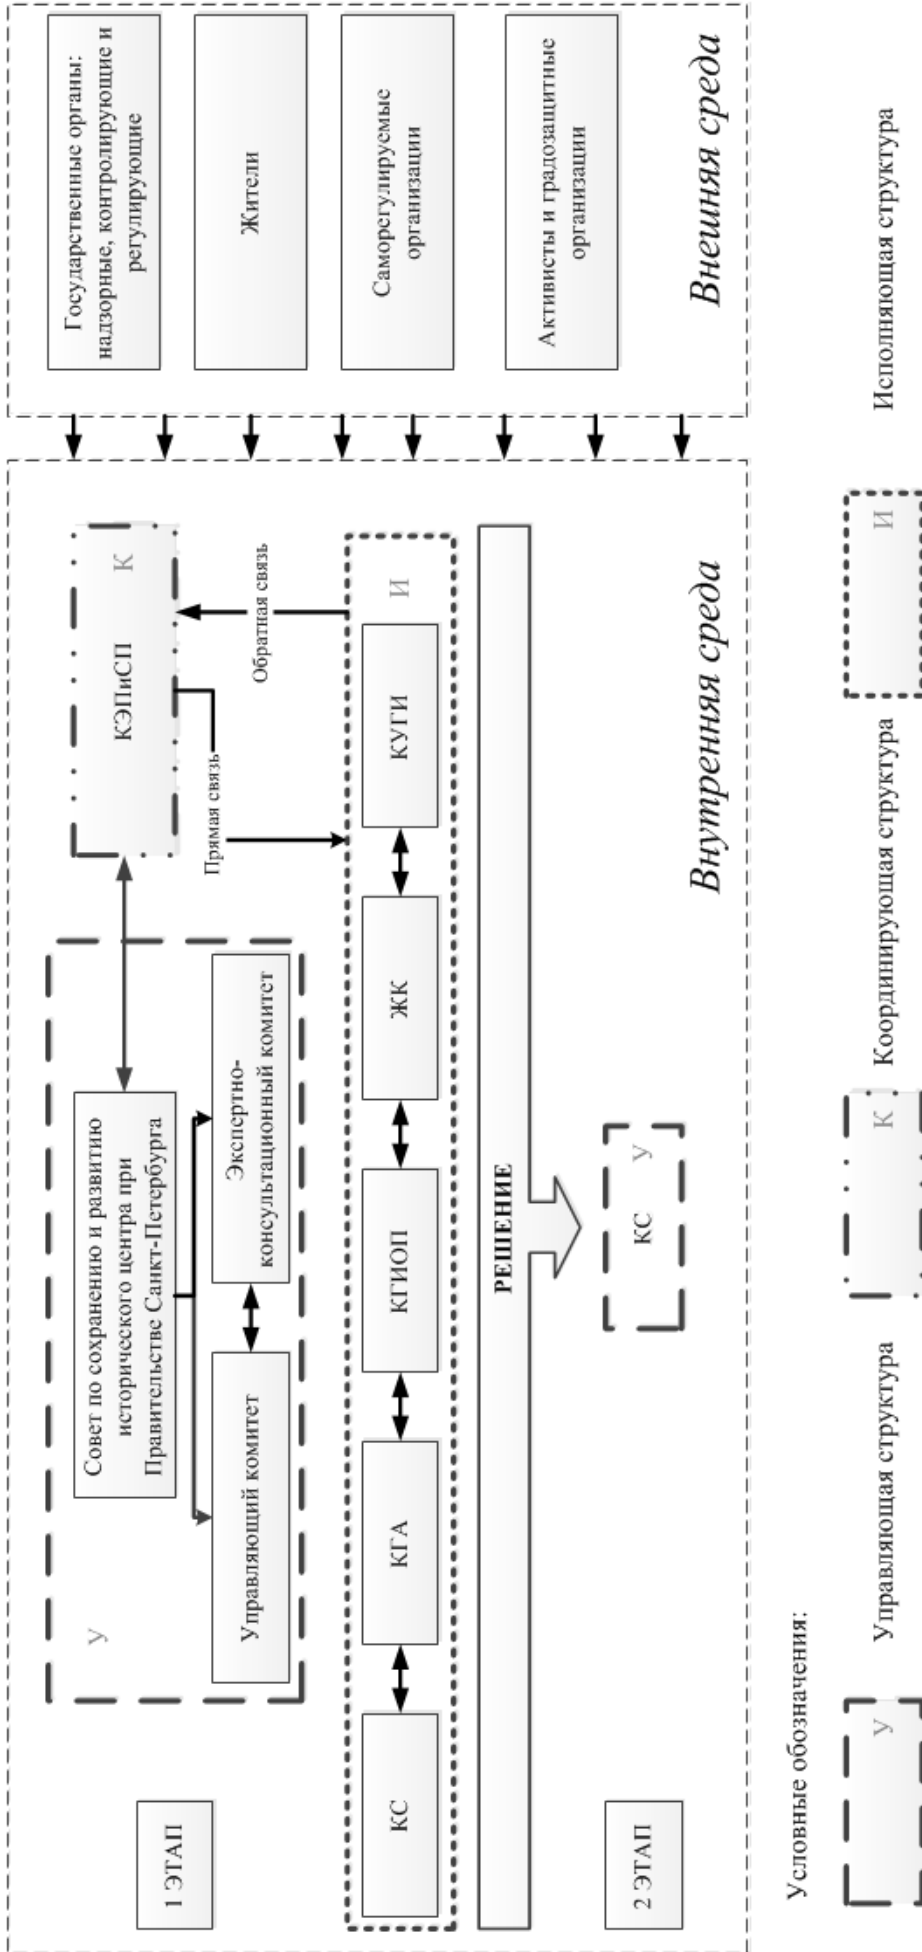 1 ЭТАП
У
Совет по сохранению и развитию
исторического центра при
Правительстве Санкт-Петербурга
Управляющий комитет
Экспертно-
консультационный комитет
КЭПиСП
К
Прямая связь
Обратная связь
КС
КГА
КГИОП
ЖК
КУГИ
И
РЕШЕНИЕ
2 ЭТАП
КС
У
Внутренняя среда
Государственные органы:
надзорные, контролирующие и
регулирующие
Жители
Саморегулируемые
организации
Активисты и градозащитные
организации
Внешняя среда
Условные обозначения:
У
Управляющая структура
К
Координирующая структура
И
Исполняющая структура